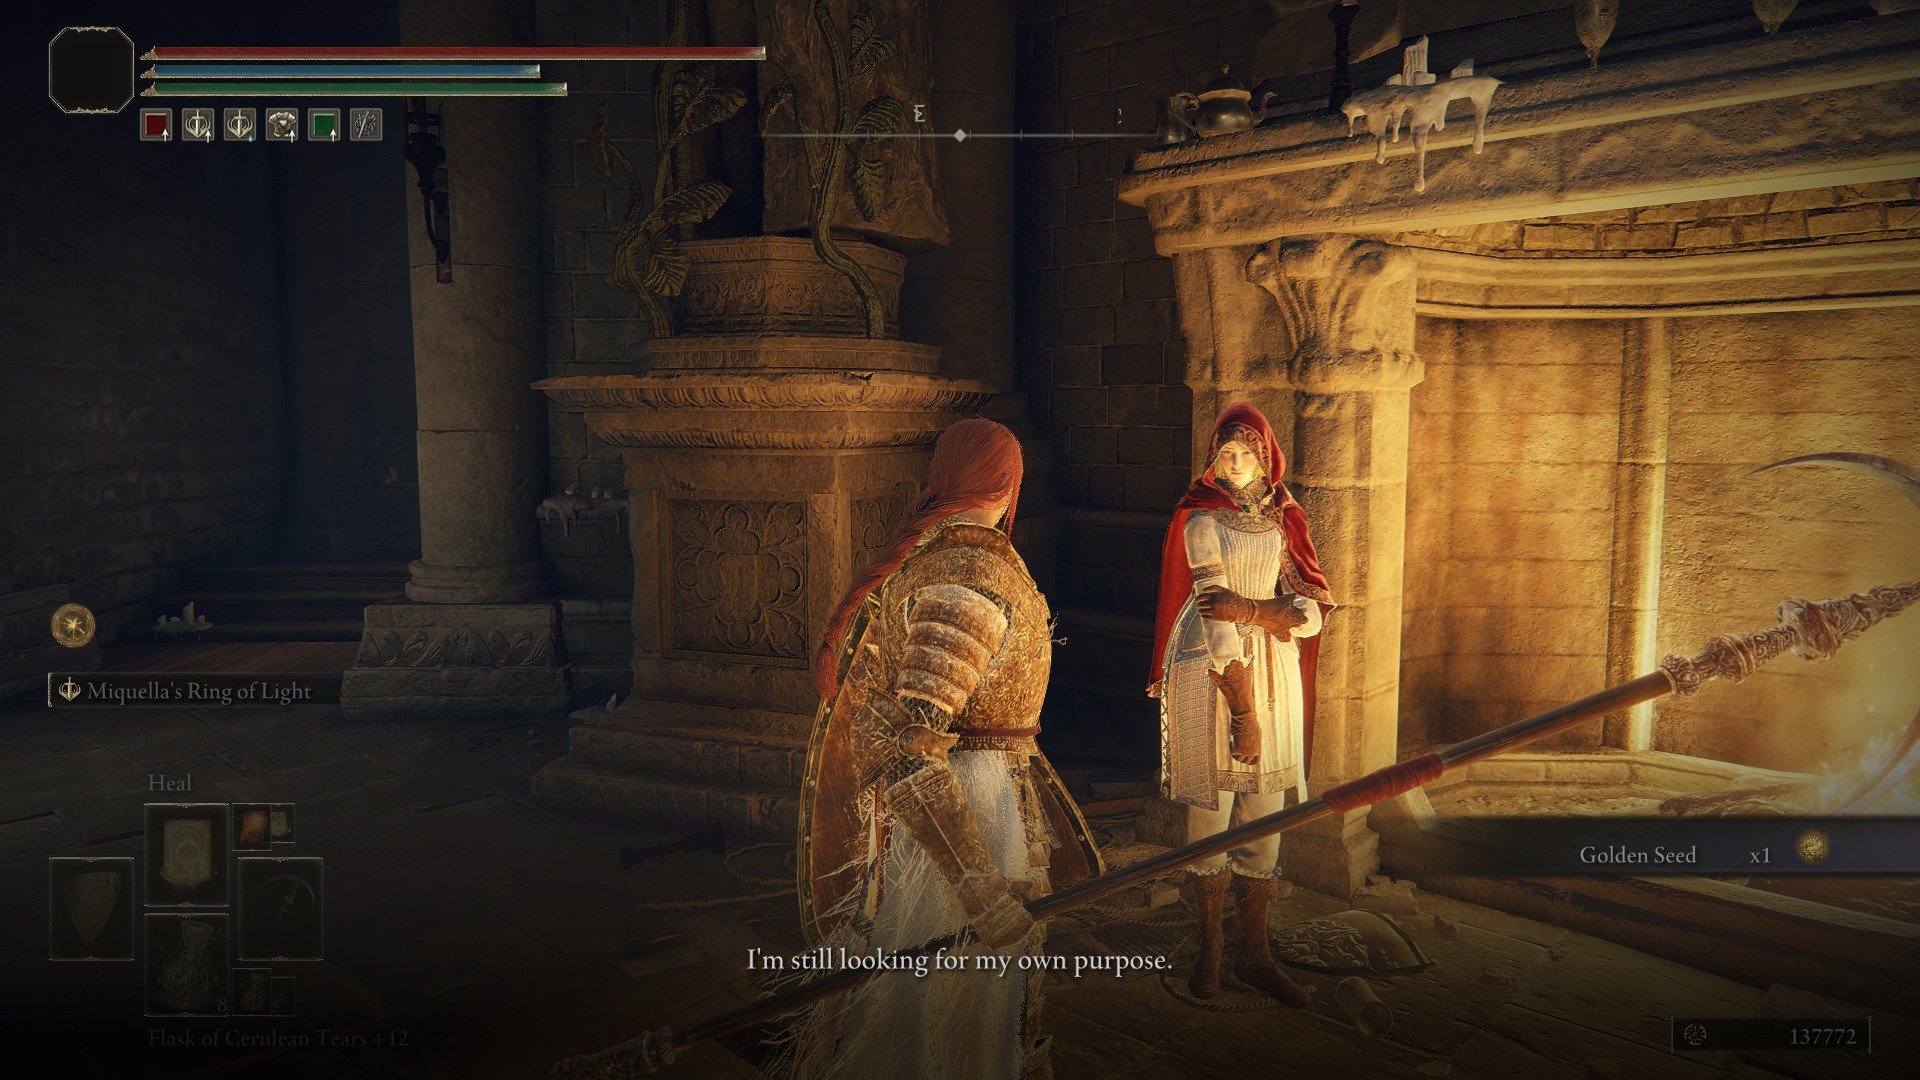 E
Miquella's Ring of Light
Heal
Golden Seed x1
I'm still looking for my own purpose.
8
Flask of Cerulean Tears +12
137772